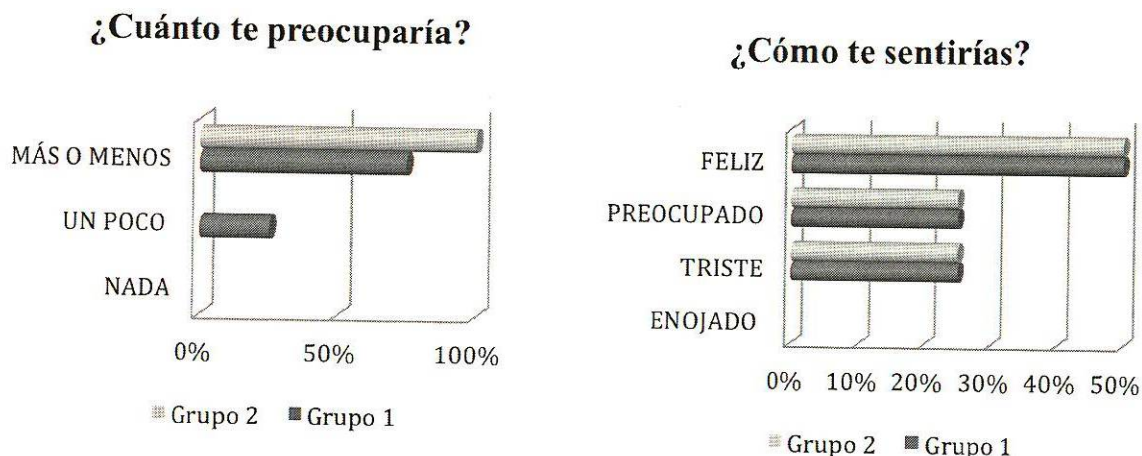 ¿Cuánto te preocuparía?
MÁS O MENOS
UN POCO
NADA
0% 50% 100%
Grupo 2 Grupo 1
¿Cómo te sentirías?
FELIZ
PREOCUPADO
TRISTE
ENOJADO
0% 10% 20% 30% 40% 50%
Grupo 2 Grupo 1